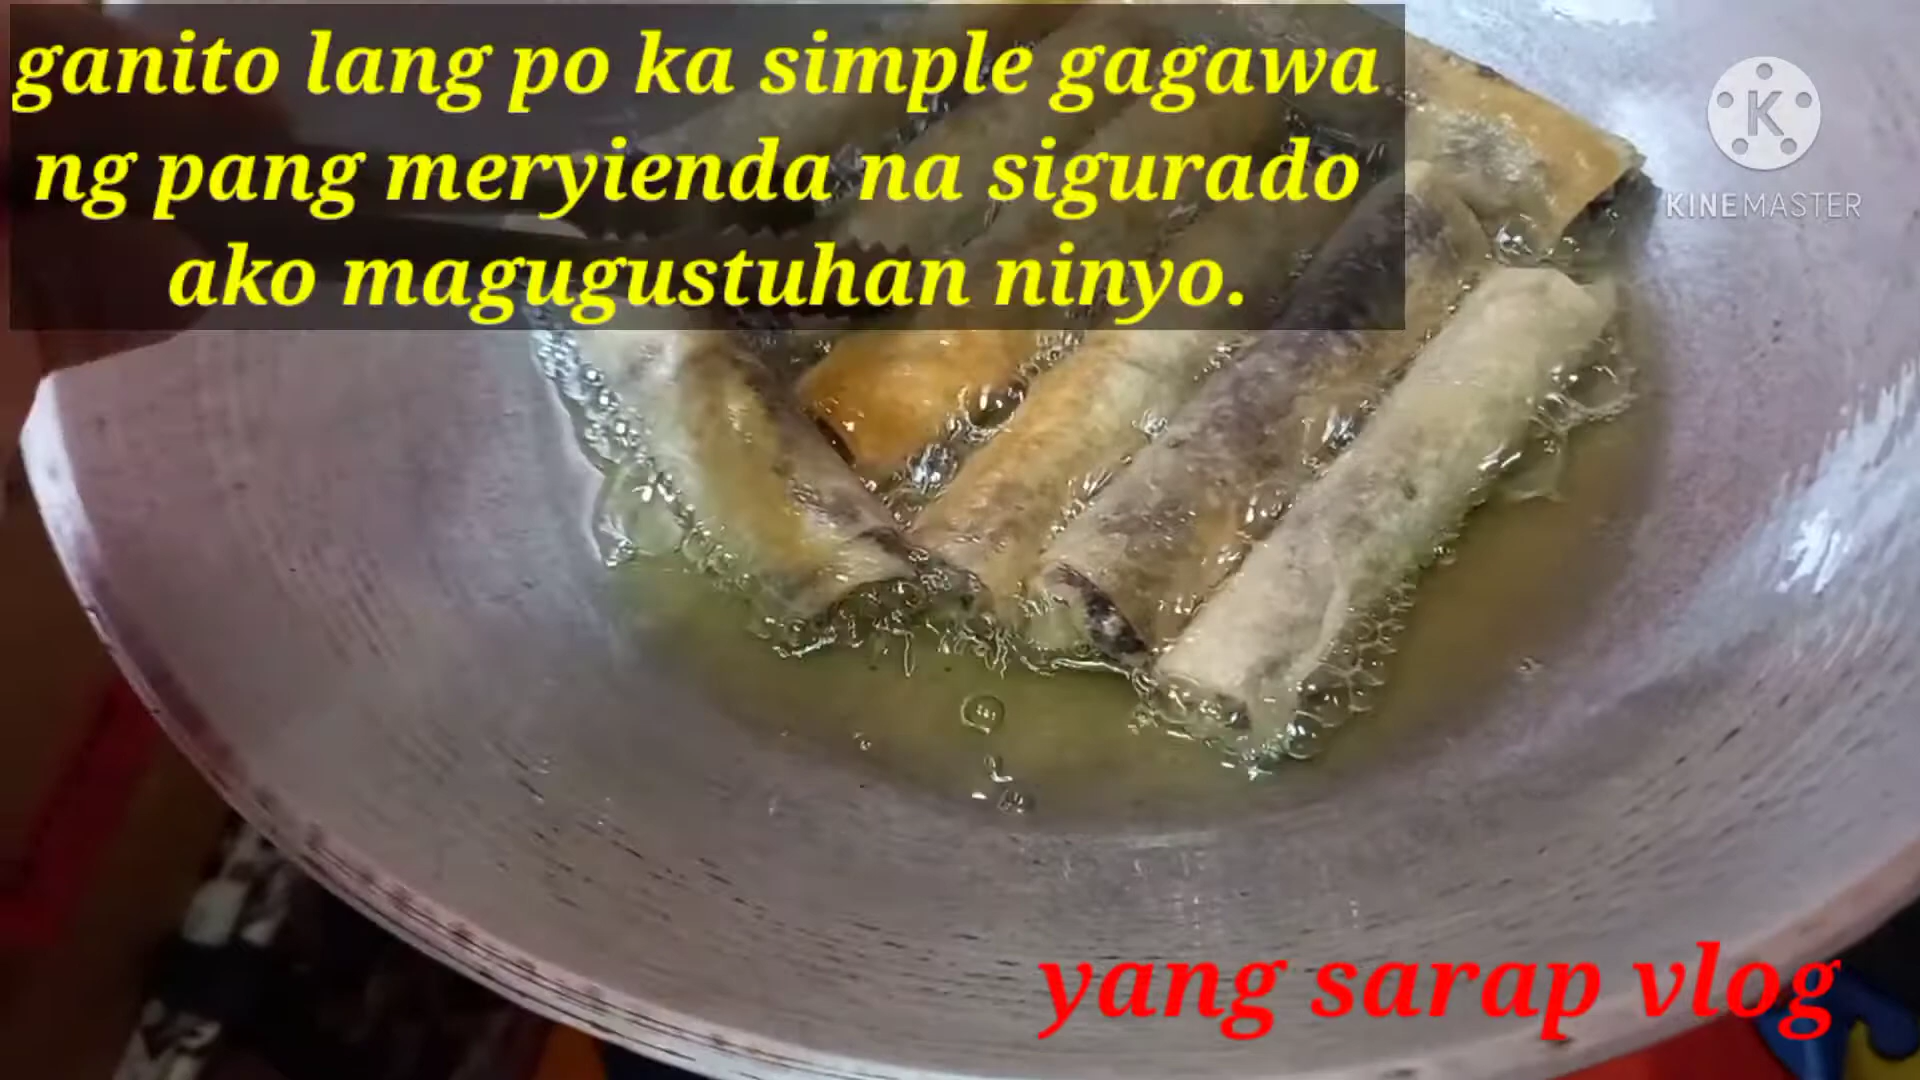 ganito lang po ka simple gagawa
ng pang meryienda na sigurado
ako magugustuhan ninyo.
K
KINEMASTER
yang sarap vlog